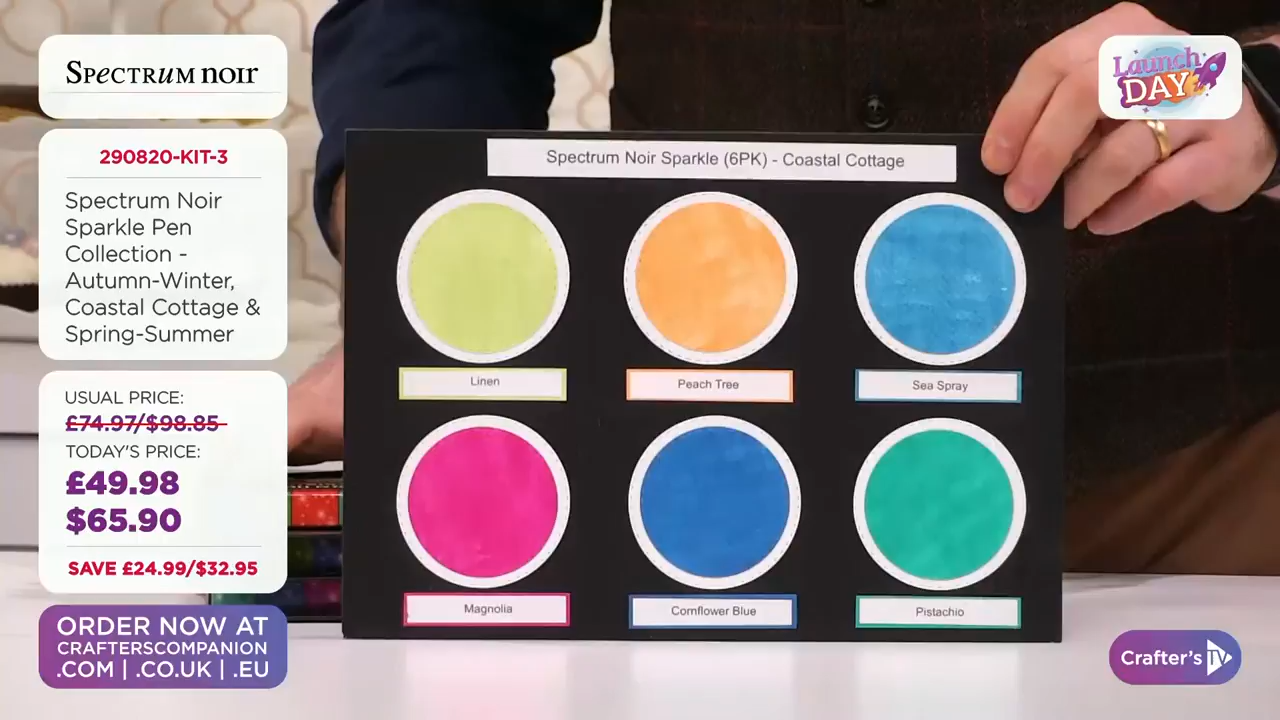 SPECTRUM NOIR
290820-KIT-3
Spectrum Noir
Sparkle Pen
Collection -
Autumn-Winter,
Coastal Cottage &
Spring-Summer
USUAL PRICE:
£74.97/$98.85
TODAY'S PRICE:
£49.98
$65.90
SAVE £24.99/$32.95
ORDER NOW AT
CRAFTERSCOMPANION
.COM | .CO.UK | .EU
Spectrum Noir Sparkle (6PK) - Coastal Cottage
Linen
Peach Tree
Sea Spray
Magnolia
Cornflower Blue
Pistachio
Launch
DAY
Crafter's TV